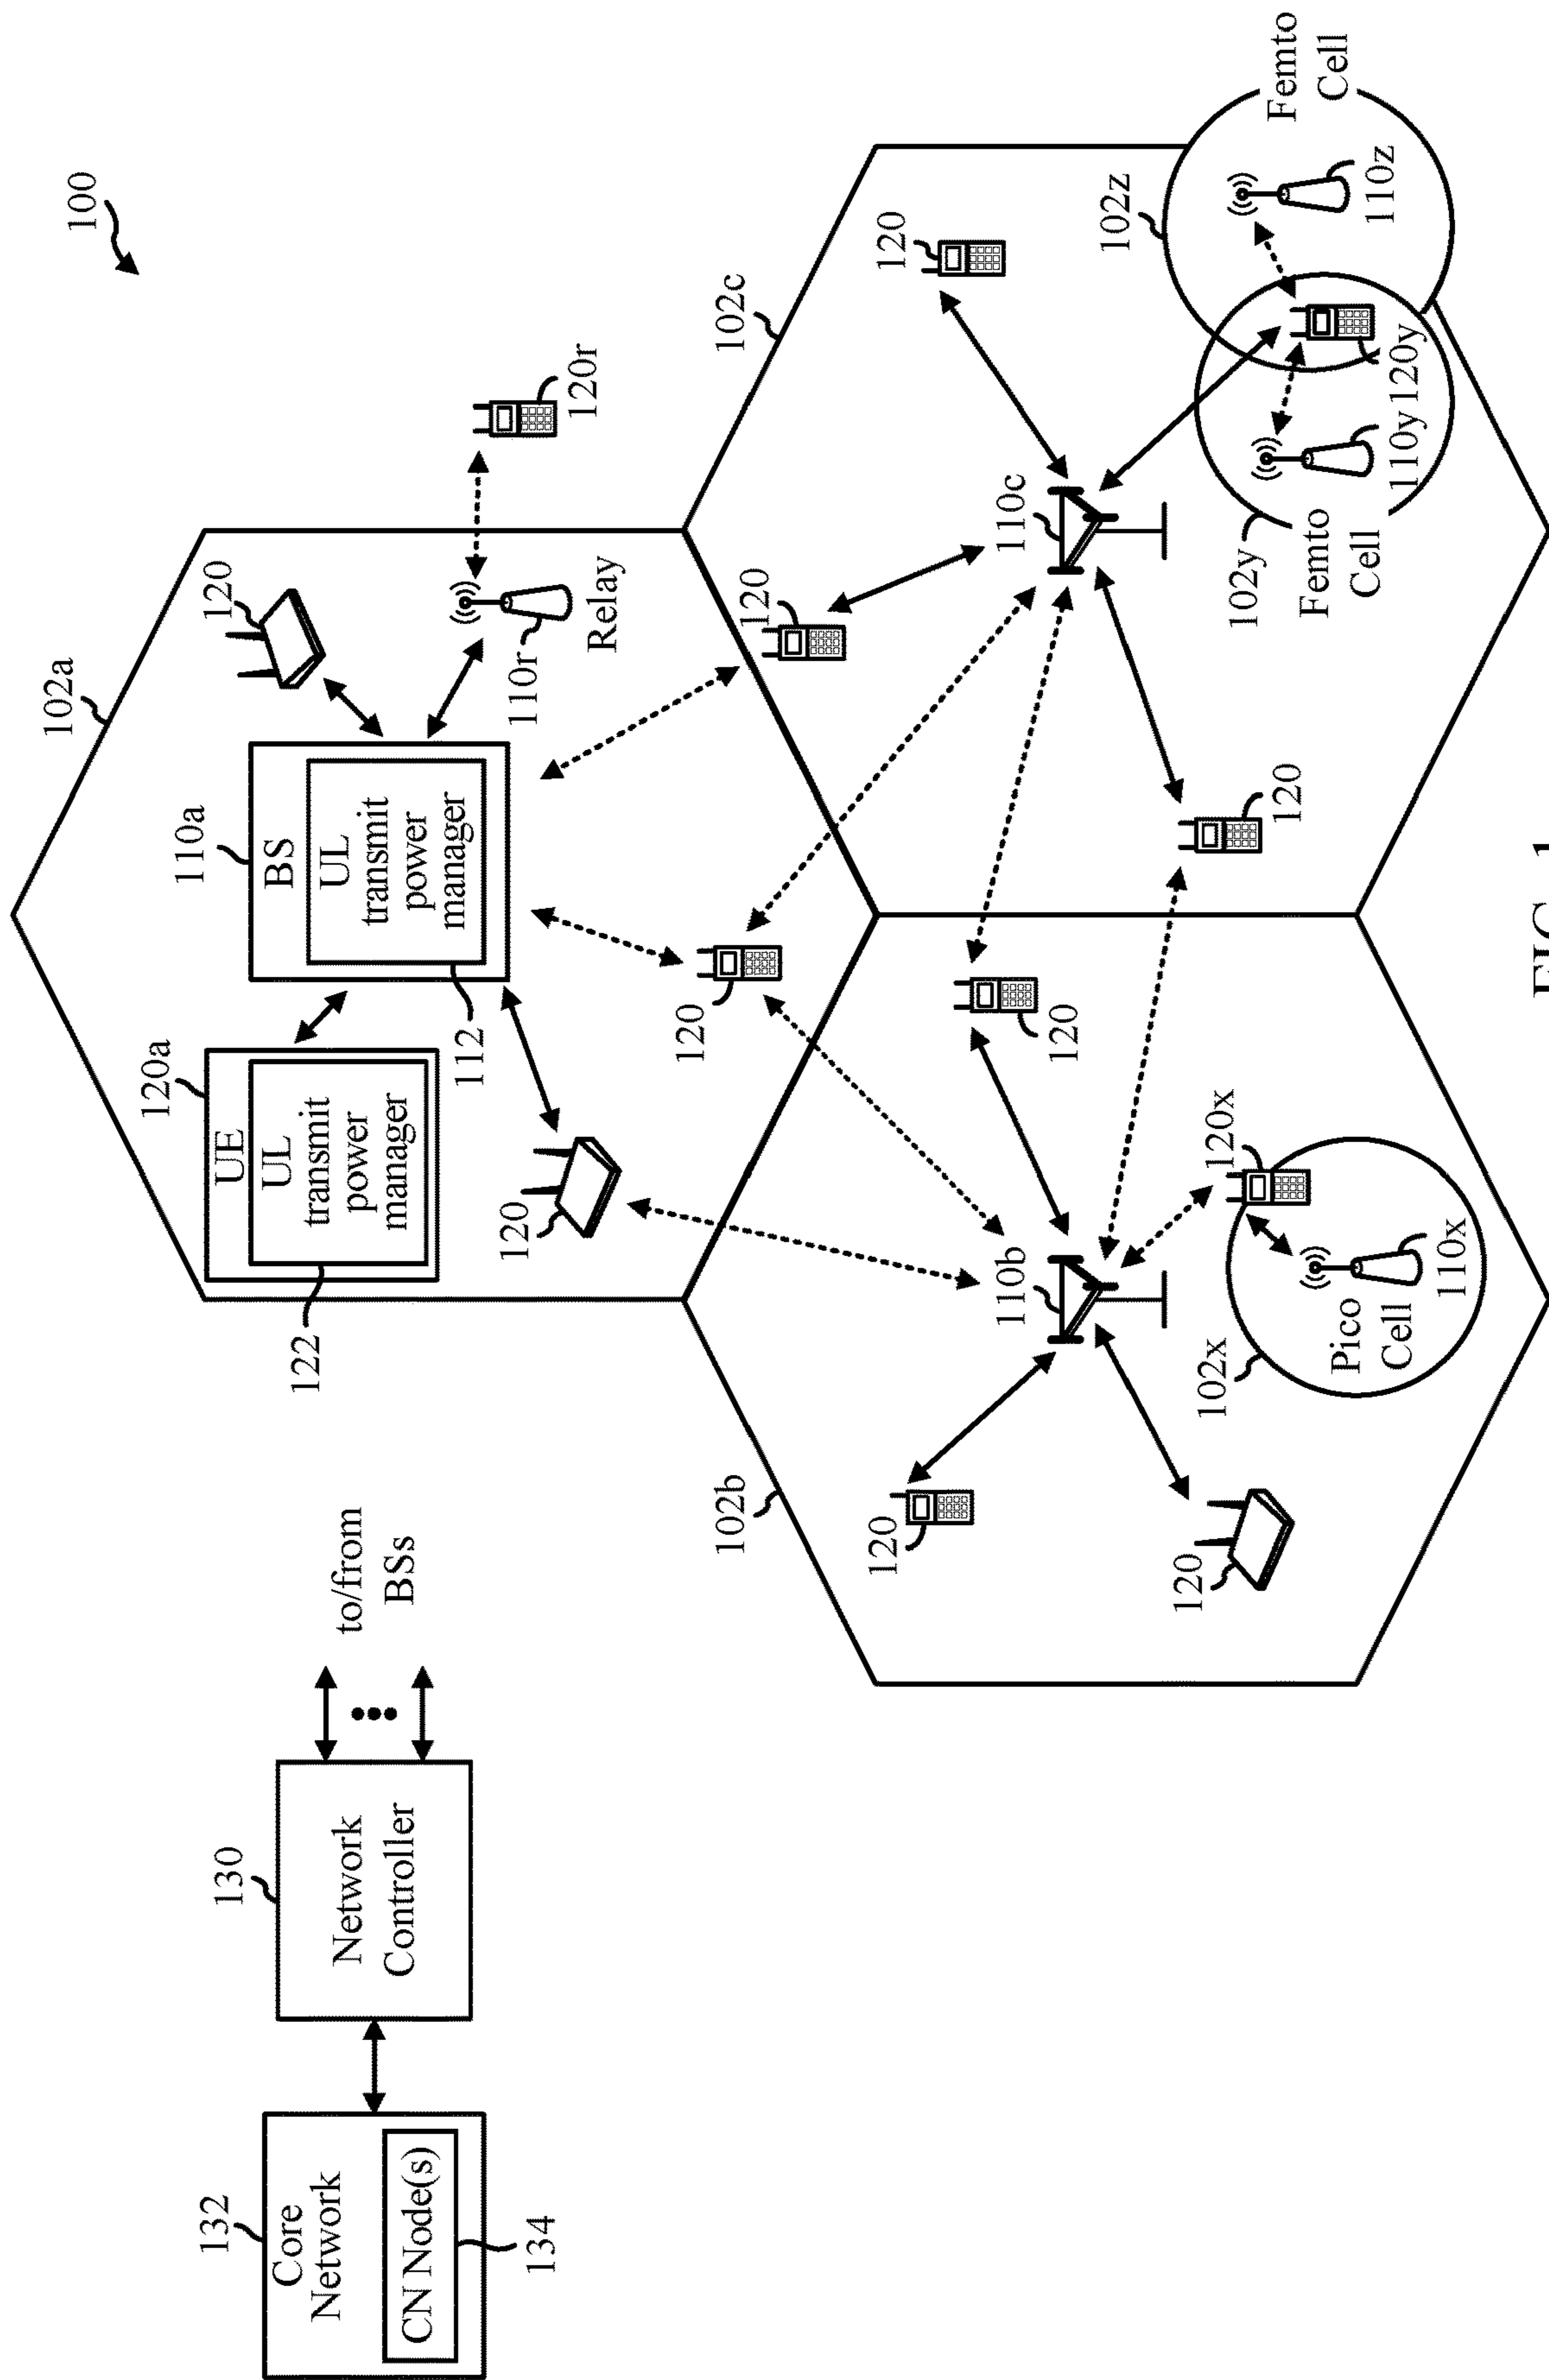 100
132
Core
Network
CN Node(s)
134
130
Network
Controller
to/from
BSs
102a
120a
UE
UL
transmit
power
manager
122
110a
BS
UL
transmit
power
manager
112
120
120
110r
Relay
120r
120
102b
120
120
110b
120
120x
102x
Pico
Cell
110x
102c
120
120
110c
120
102y
Femto
Cell
110y
120y
102z
Femto
Cell
110z
FIG. 1